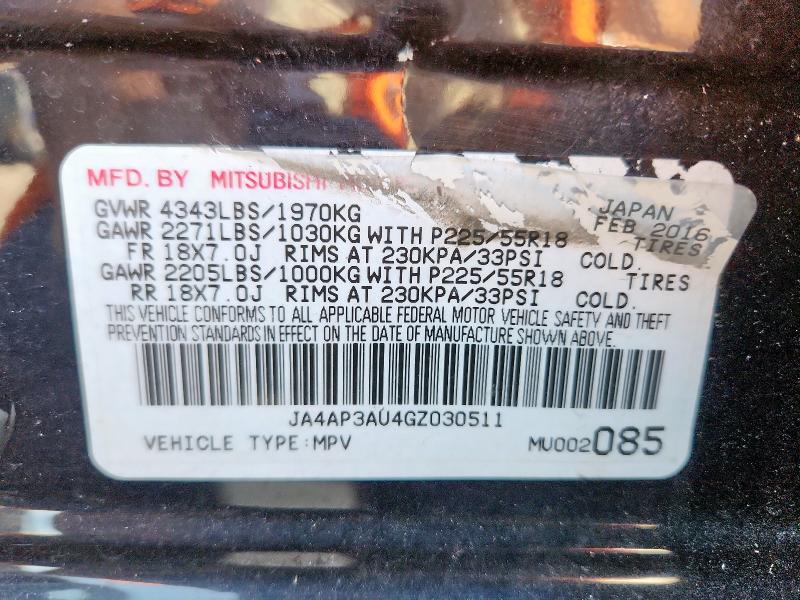 MFD. BY MITSUBISHI
JAPAN
GVWR 4343LBS/1970KG
FEB 2016
GAWR 2271LBS/1030KG WITH P225/55R18 TIRES
FR 18X7.0J RIMS AT 230KPA/33PSI COLD.
GAWR 2205LBS/1000KG WITH P225/55R18 TIRES
RR 18X7.0J RIMS AT 230KPA/33PSI COLD.
THIS VEHICLE CONFORMS TO ALL APPLICABLE FEDERAL MOTOR VEHICLE SAFETY AND THEFT
PREVENTION STANDARDS IN EFFECT ON THE DATE OF MANUFACTURE SHOWN ABOVE.
JA4AP3AU4GZ030511
VEHICLE TYPE:MPV MU002085